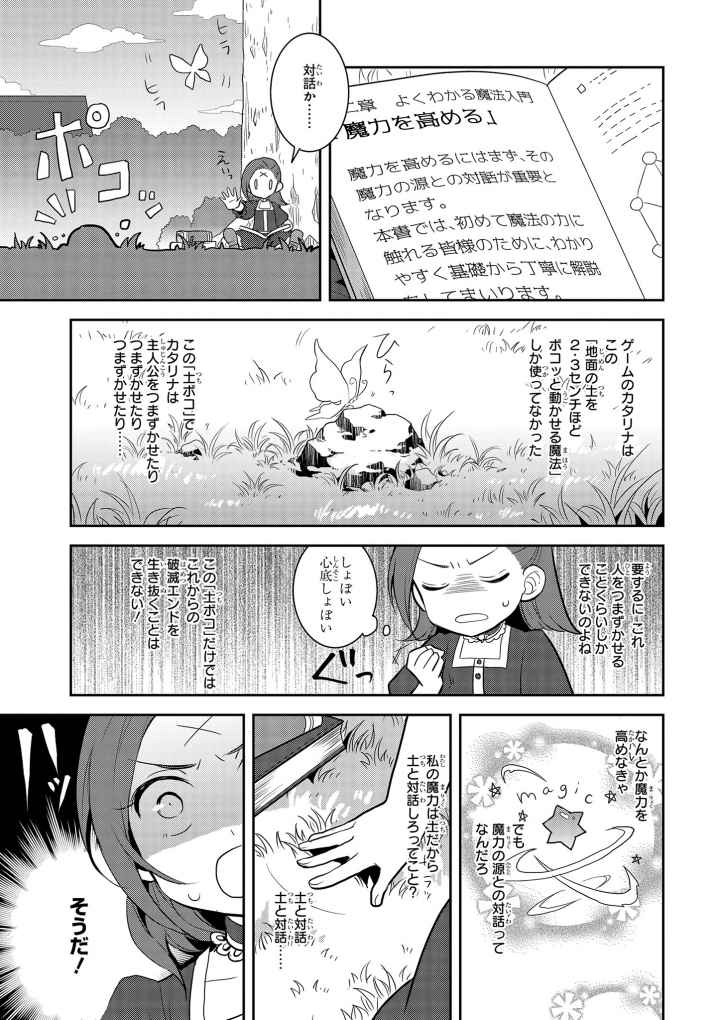 二章 よくわかる魔法入門
「魔力を高める」
魔力を高めるにはまず、その
魔力の源との対話が重要と
なります。
本書では、初めて魔法の力に
触れる皆様のために、わかり
やすく基礎から丁寧に解説
をしてまいります。
対話か……
ヒラ
ヒラ
えいっ
ポコッ
ゲームのカタリナは
この
「地面の土を
2・3センチほど
ボコッと動かせる魔法」
しか使ってなかった
ひら
この「土ボコ」で
カタリナは
主人公をつまずかせたり
つまずかせたり
つまずかせたり……
要するに これ
人をつまずかせる
ことくらいしか
できないのよね
しょぼい
心底しょぼい
ぐっ
この「土ボコ」だけでは
これからの
破滅エンドを
生き抜くことは
できない!
なんとか魔力を
高めなきゃ
magic
でも
魔力の源との対話って
なんだろ
私の魔力は土だから
土と対話しろってこと?
土と対話
土と対話……
そうだ!